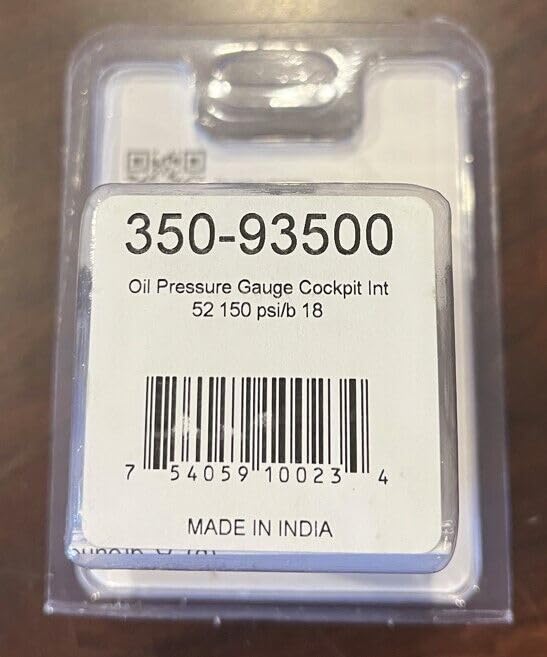 350-93500
Oil Pressure Gauge Cockpit Int
52 150 psi/b 18
7 54059 10023 4
MADE IN INDIA